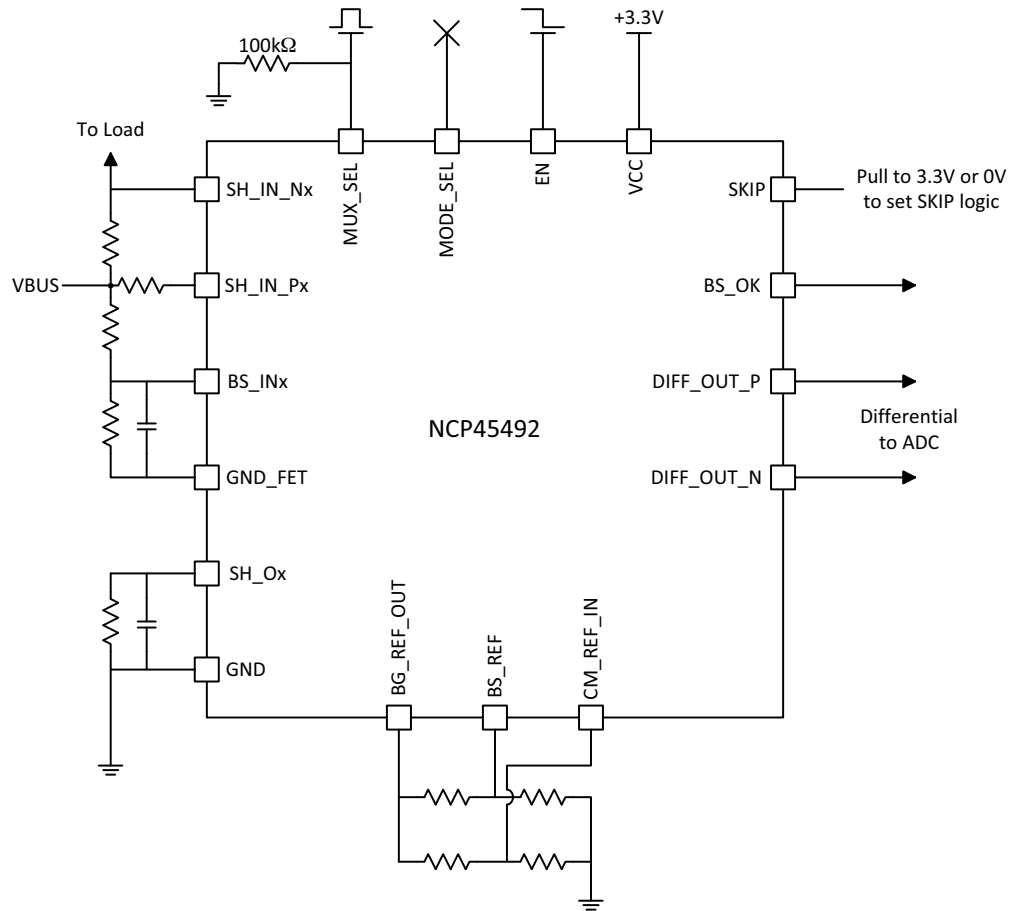 +3.3V
100kΩ
To Load
MUX_SEL
MODE_SEL
EN
VCC
SH_IN_Nx
SKIP
Pull to 3.3V or 0V
to set SKIP logic
VBUS
SH_IN_Px
BS_OK
BS_INx
DIFF_OUT_P
NCP45492
Differential
to ADC
GND_FET
DIFF_OUT_N
SH_Ox
GND
BG_REF_OUT
BS_REF
CM_REF_IN